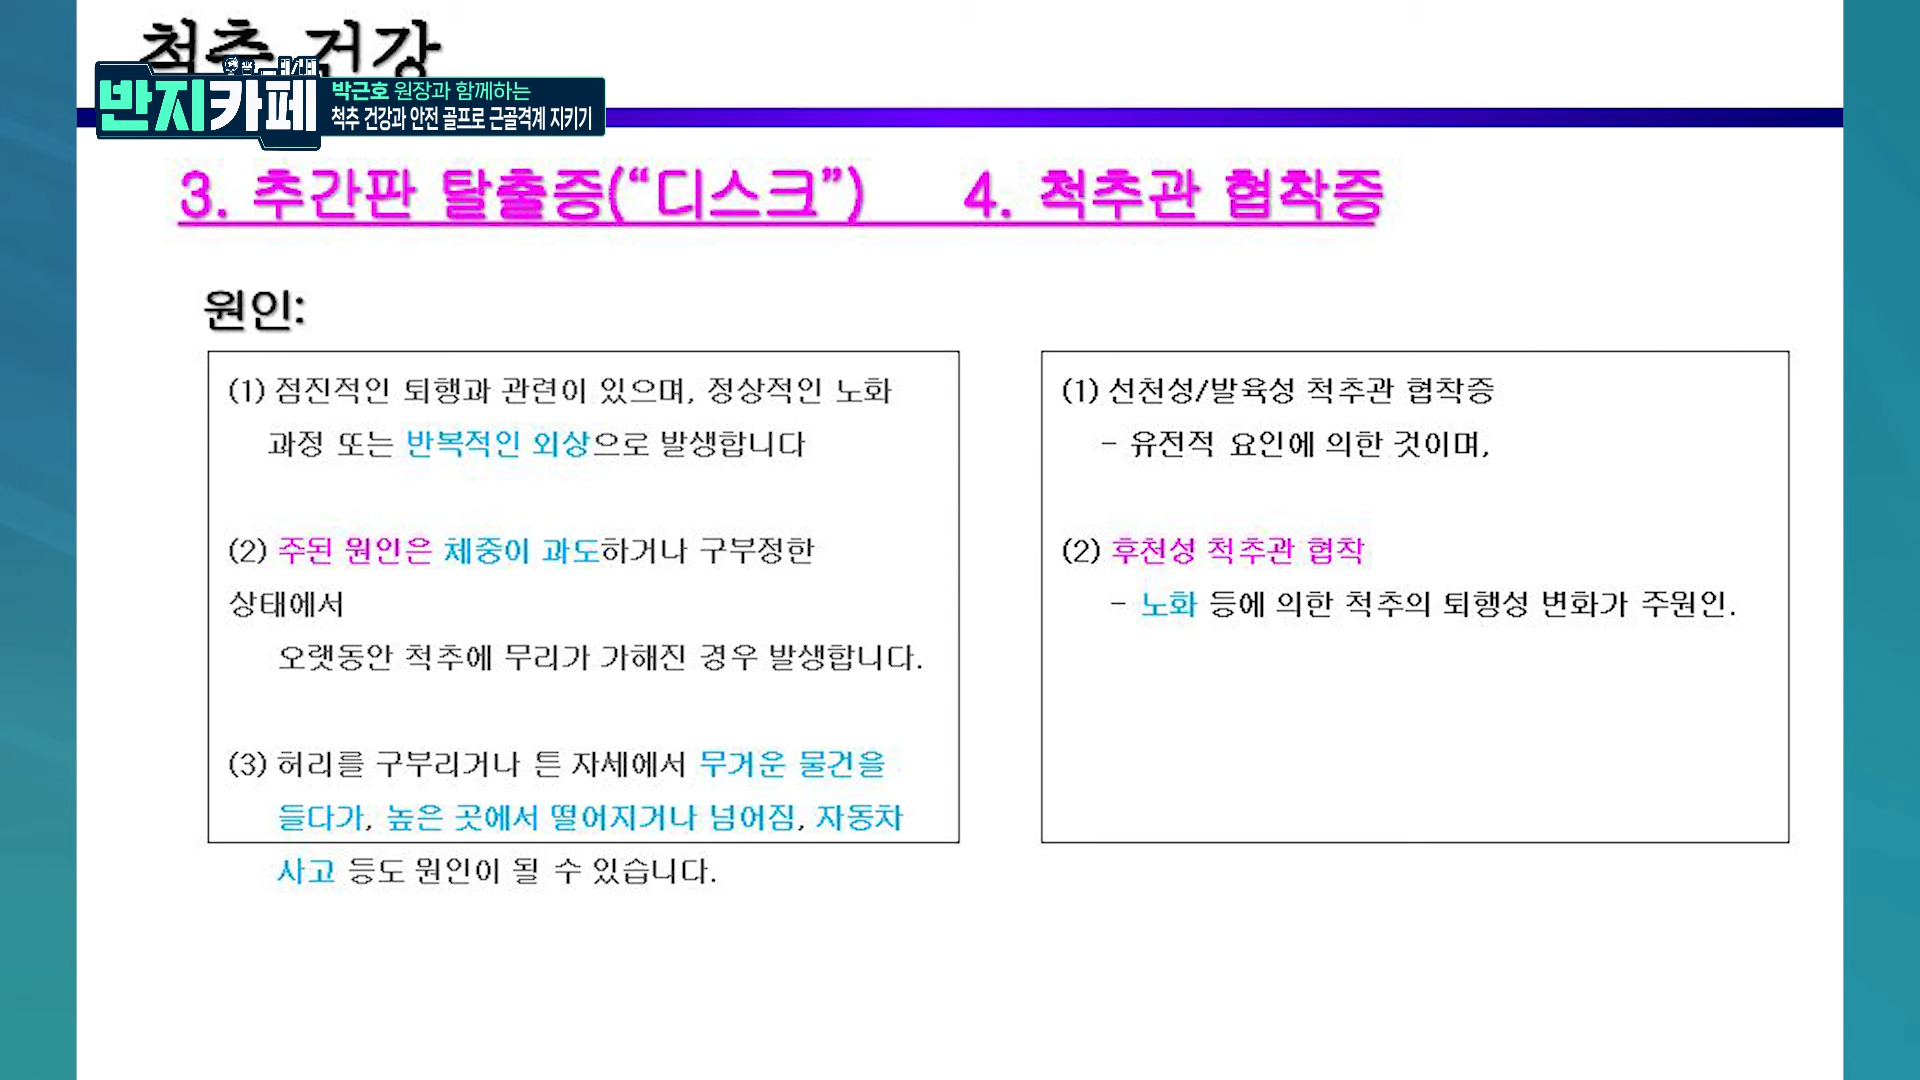 척추 건강
반지카페
박근호 원장과 함께하는
척추 건강과 안전 골프로 근골격계 지키기
3. 추간판 탈출증(“디스크”) 4. 척추관 협착증
원인:
(1) 점진적인 퇴행과 관련이 있으며, 정상적인 노화
과정 또는 반복적인 외상으로 발생합니다
(2) 주된 원인은 체중이 과도하거나 구부정한
상태에서
오랫동안 척추에 무리가 가해진 경우 발생합니다.
(3) 허리를 구부리거나 튼 자세에서 무거운 물건을
들다가, 높은 곳에서 떨어지거나 넘어짐, 자동차
사고 등도 원인이 될 수 있습니다.
(1) 선천성/발육성 척추관 협착증
- 유전적 요인에 의한 것이며,
(2) 후천성 척추관 협착
- 노화 등에 의한 척추의 퇴행성 변화가 주원인.